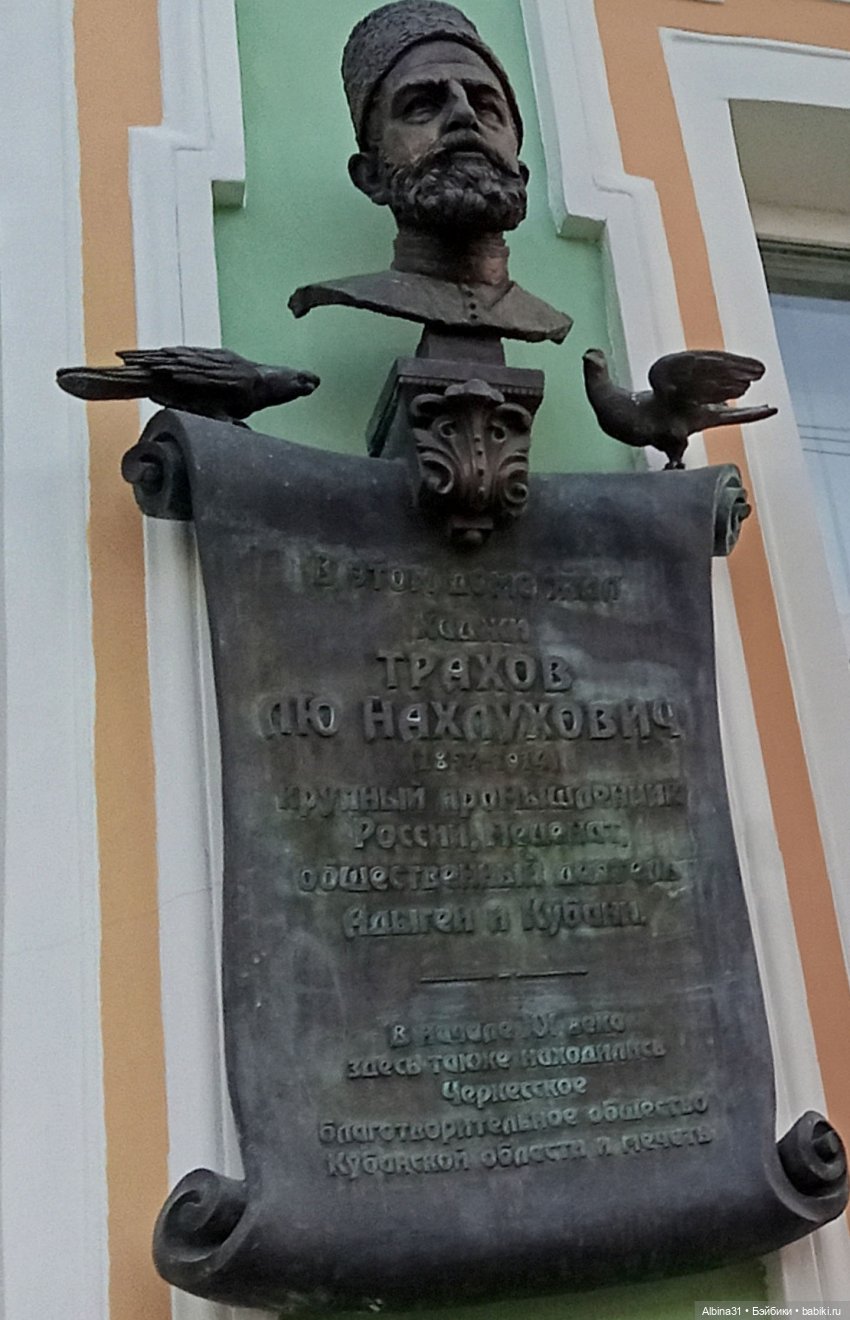 В этом доме жил
Хаджи
ТРАХОВ
ЛЮ НАХЛУХОВИЧ
крупный промышленник
России, меценат,
общественный деятель
Адыгеи и Кубани.
В начале XX века
здесь также находились
Черкесское
благотворительное общество
Кубанской области и мечеть
Albina31 • Бэйбики • babiki.ru